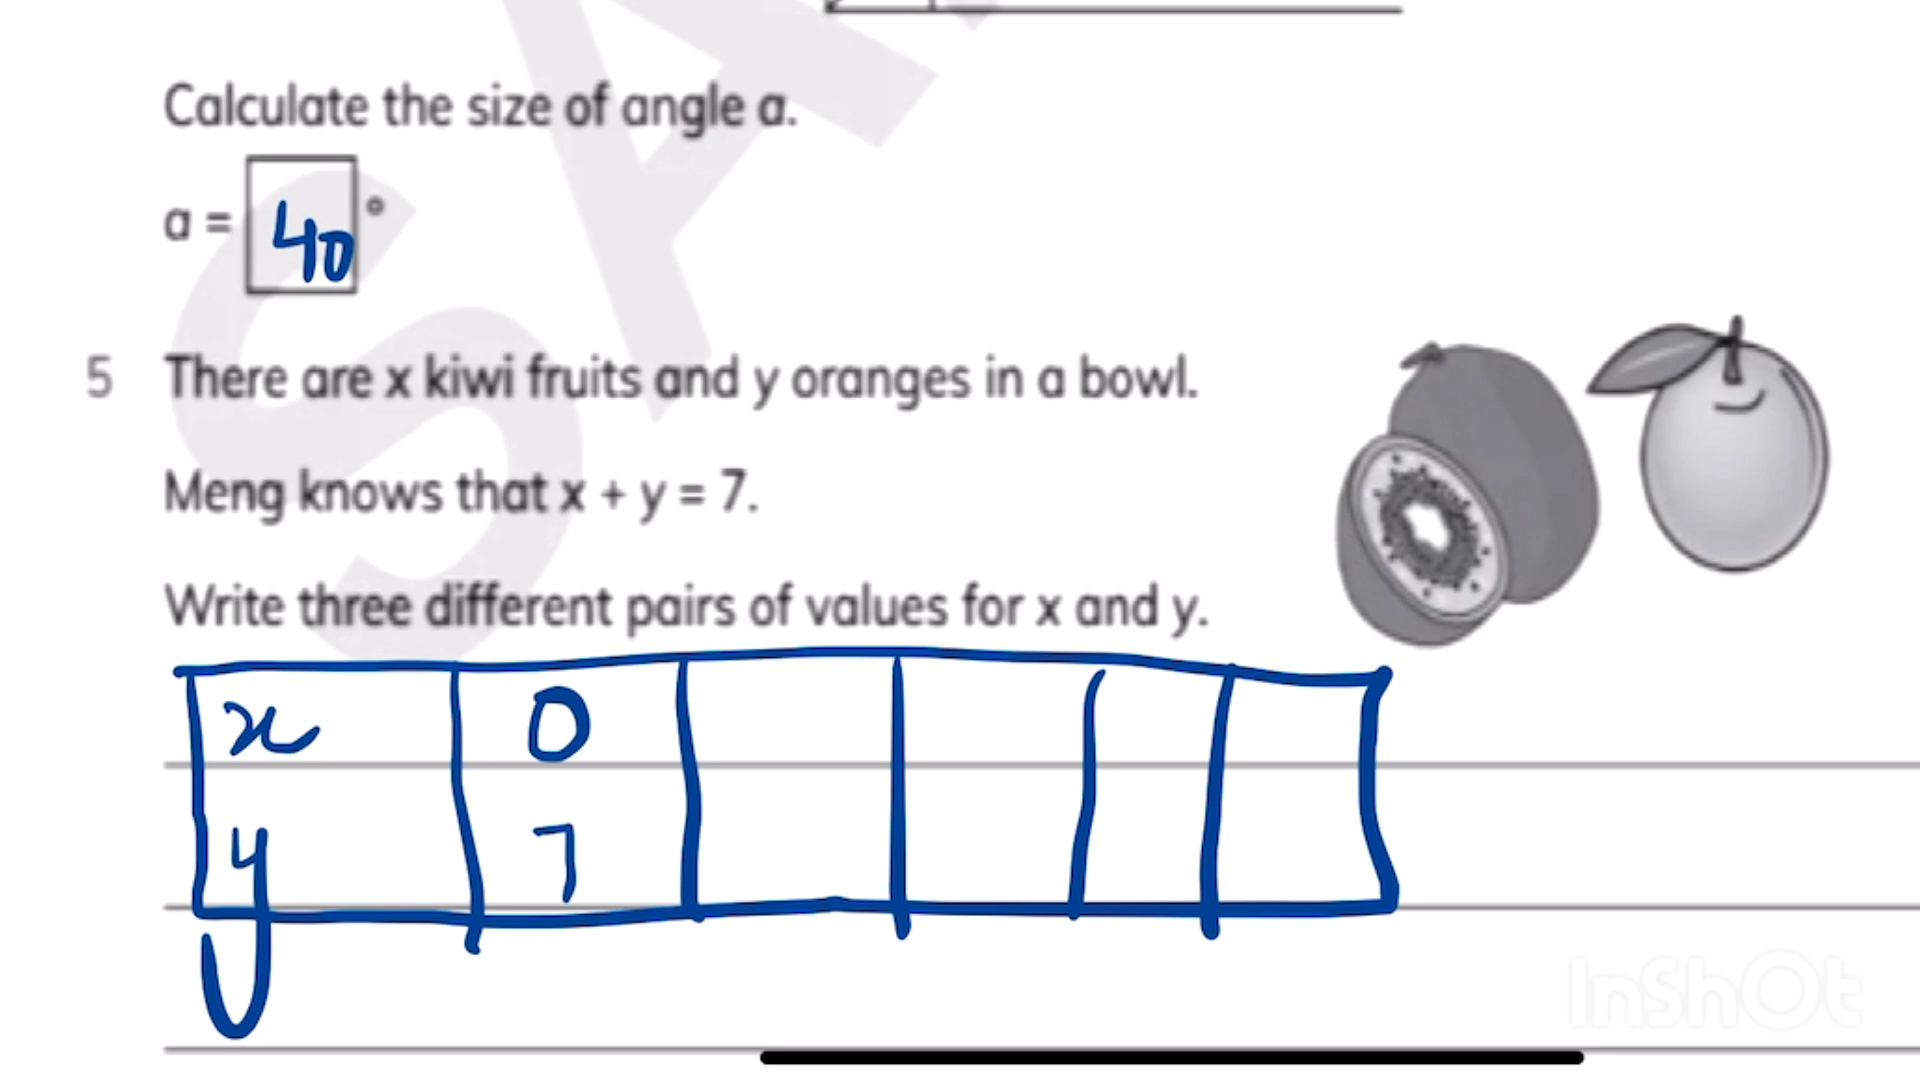 Calculate the size of angle a.
a = 40 °
5 There are x kiwi fruits and y oranges in a bowl.
Meng knows that x + y = 7.
Write three different pairs of values for x and y.
x 0
y 7
InShOt